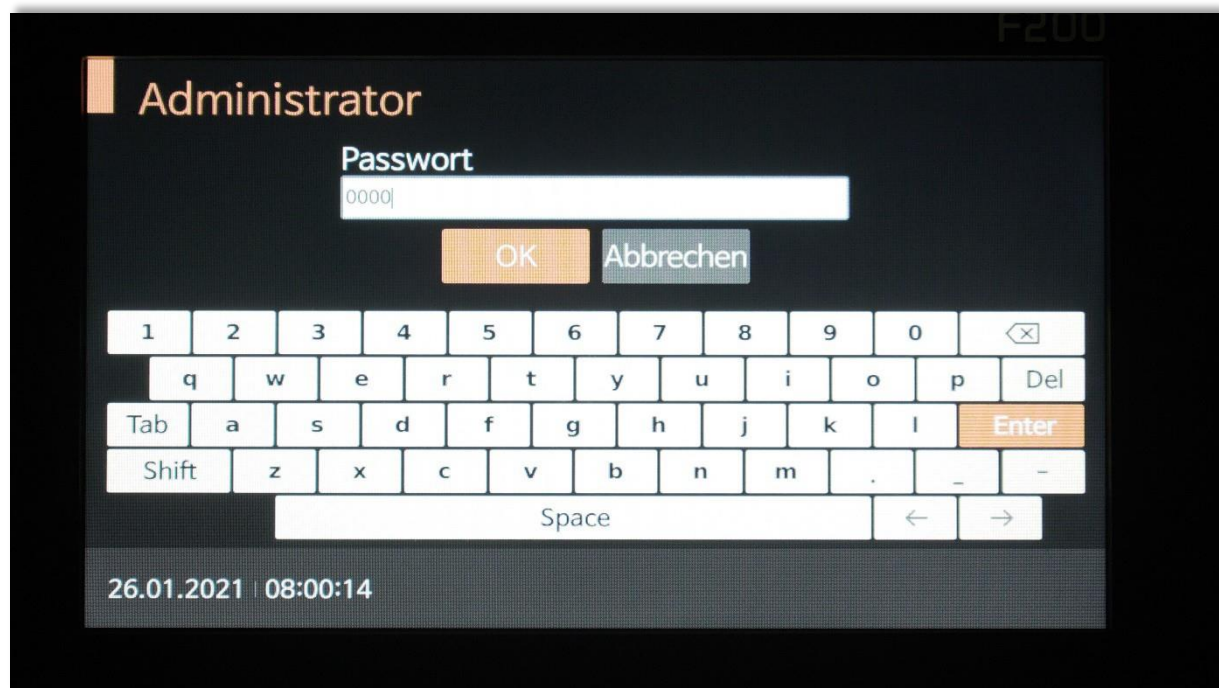 F200
Administrator
Passwort
0000
OK Abbrechen
1 2 3 4 5 6 7 8 9 0
q w e r t y u i o p Del
Tab a s d f g h j k l Enter
Shift z x c v b n m . _ -
Space ← →
26.01.2021 08:00:14